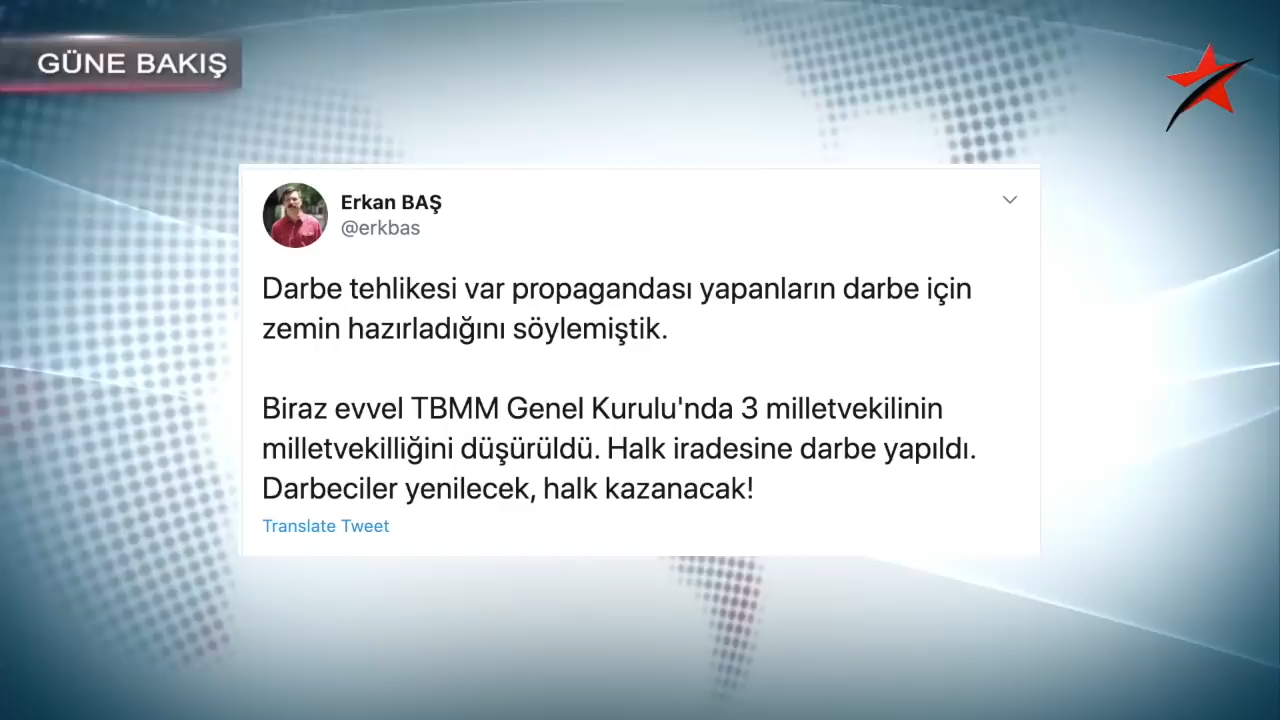 GÜNE BAKIŞ
Erkan BAŞ
@erkbas
Darbe tehlikesi var propagandası yapanların darbe için
zemin hazırladığını söylemiştik.
Biraz evvel TBMM Genel Kurulu'nda 3 milletvekilinin
milletvekilliğini düşürüldü. Halk iradesine darbe yapıldı.
Darbeciler yenilecek, halk kazanacak!
Translate Tweet